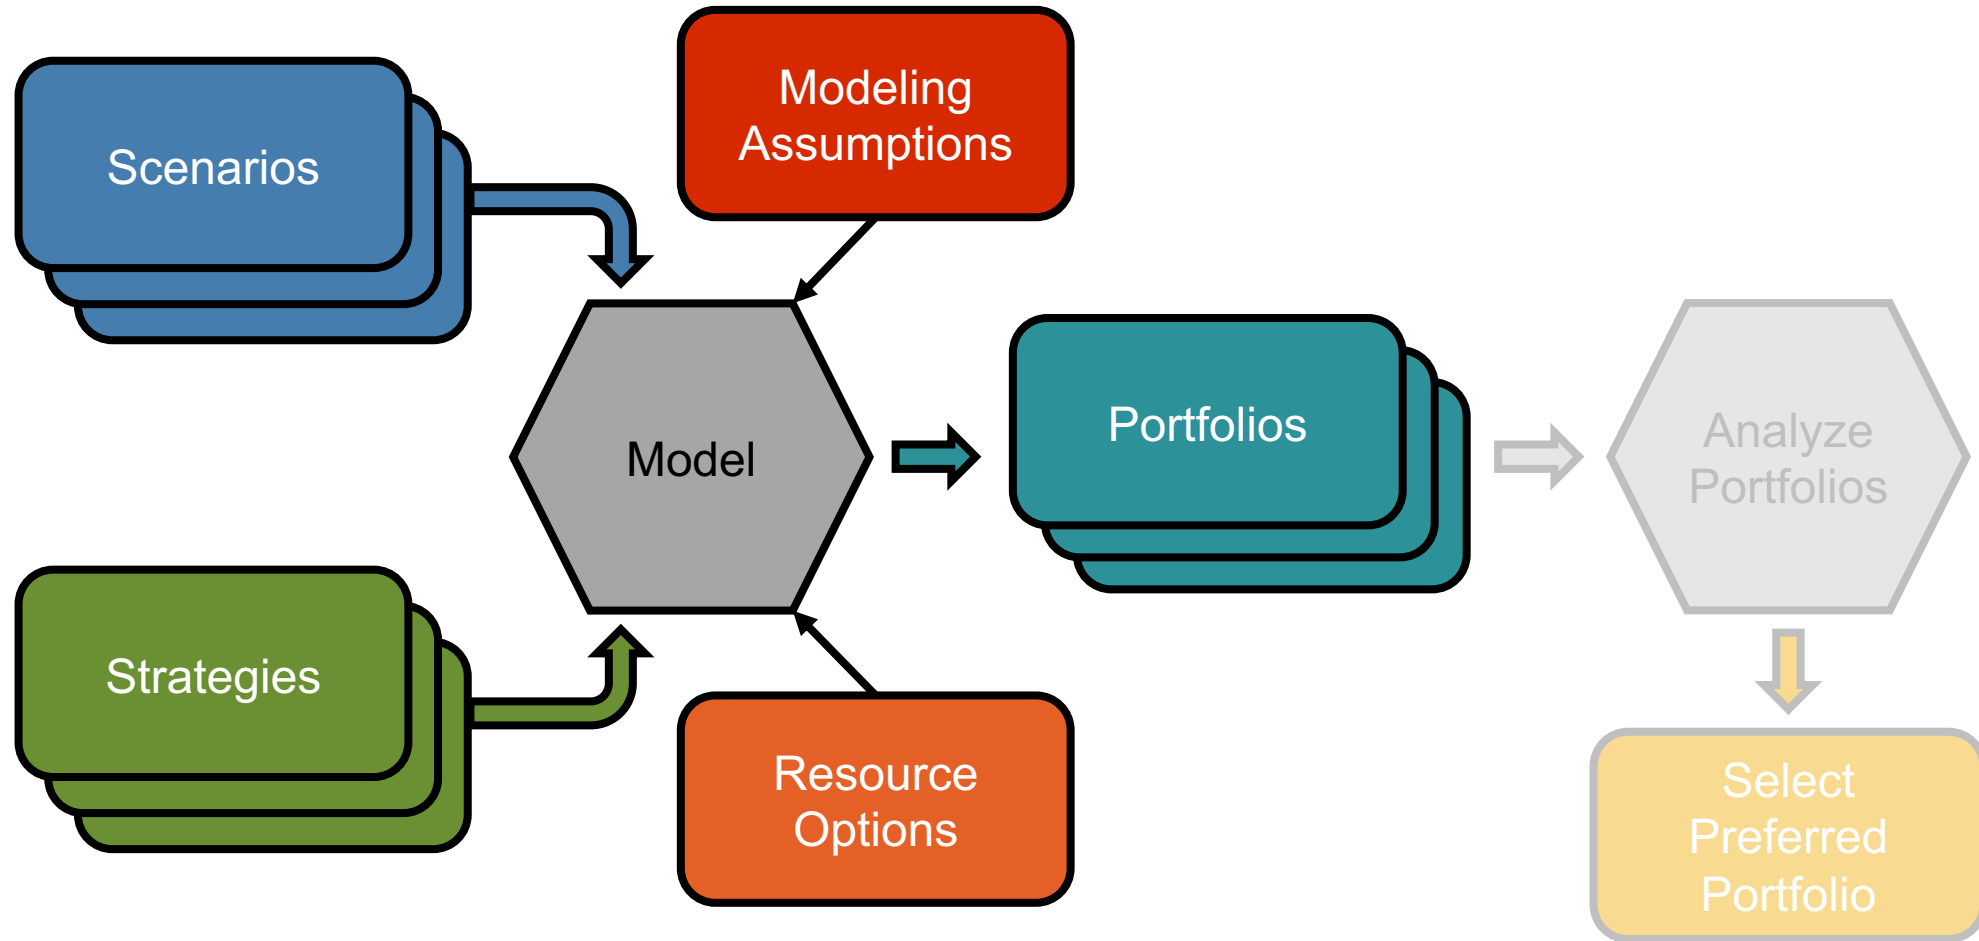 Scenarios
Modeling
Assumptions
Model
Portfolios
Analyze
Portfolios
Strategies
Resource
Options
Select
Preferred
Portfolio